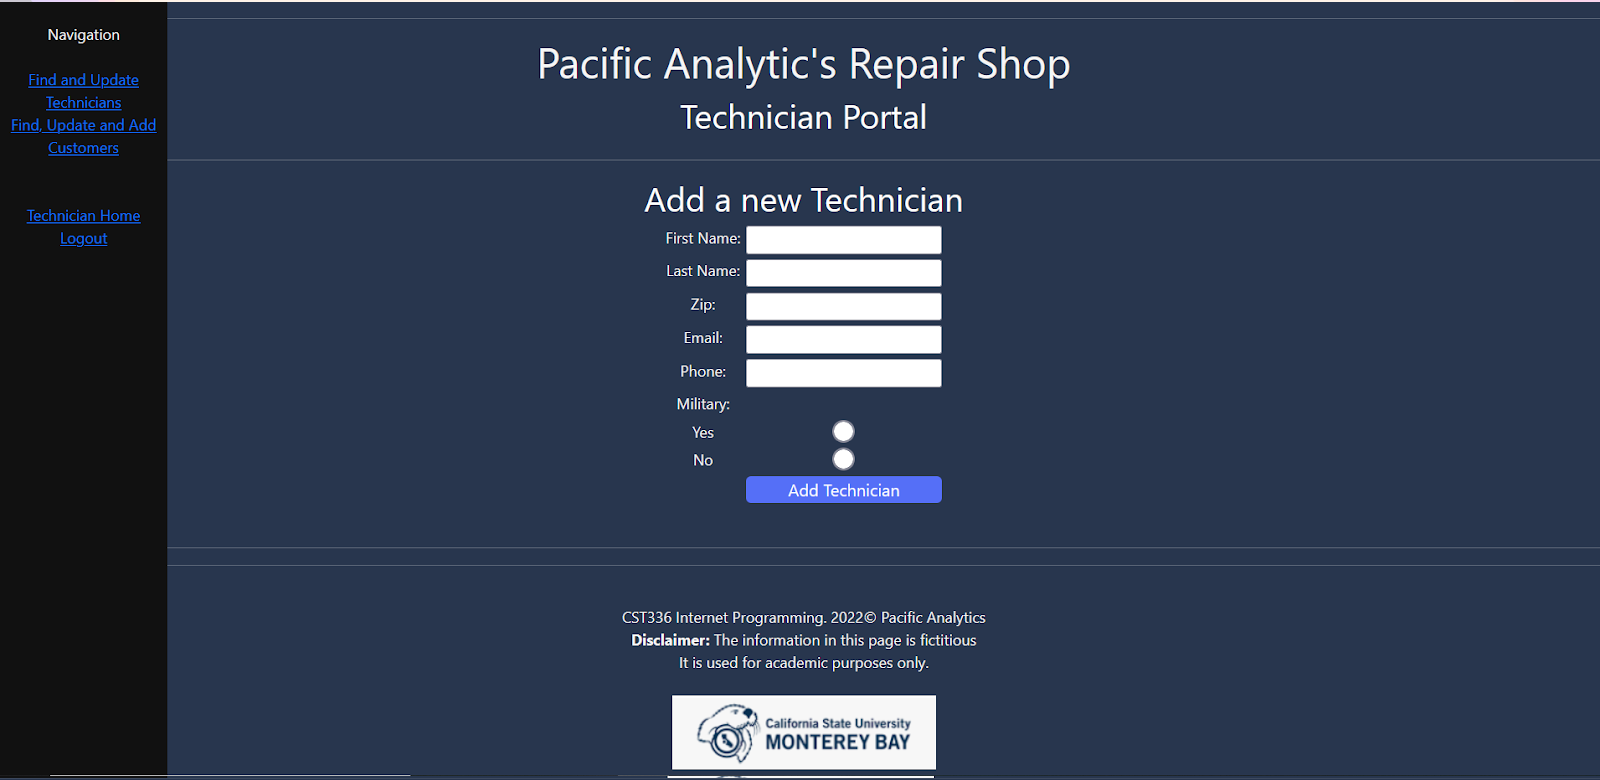 Navigation
Find and Update
Technicians
Find, Update and Add
Customers
Technician Home
Logout
Pacific Analytic's Repair Shop
Technician Portal
Add a new Technician
First Name:
Last Name:
Zip:
Email:
Phone:
Military:
Yes
No
Add Technician
CST336 Internet Programming. 2022© Pacific Analytics
Disclaimer: The information in this page is fictitious
It is used for academic purposes only.
California State University
MONTEREY BAY